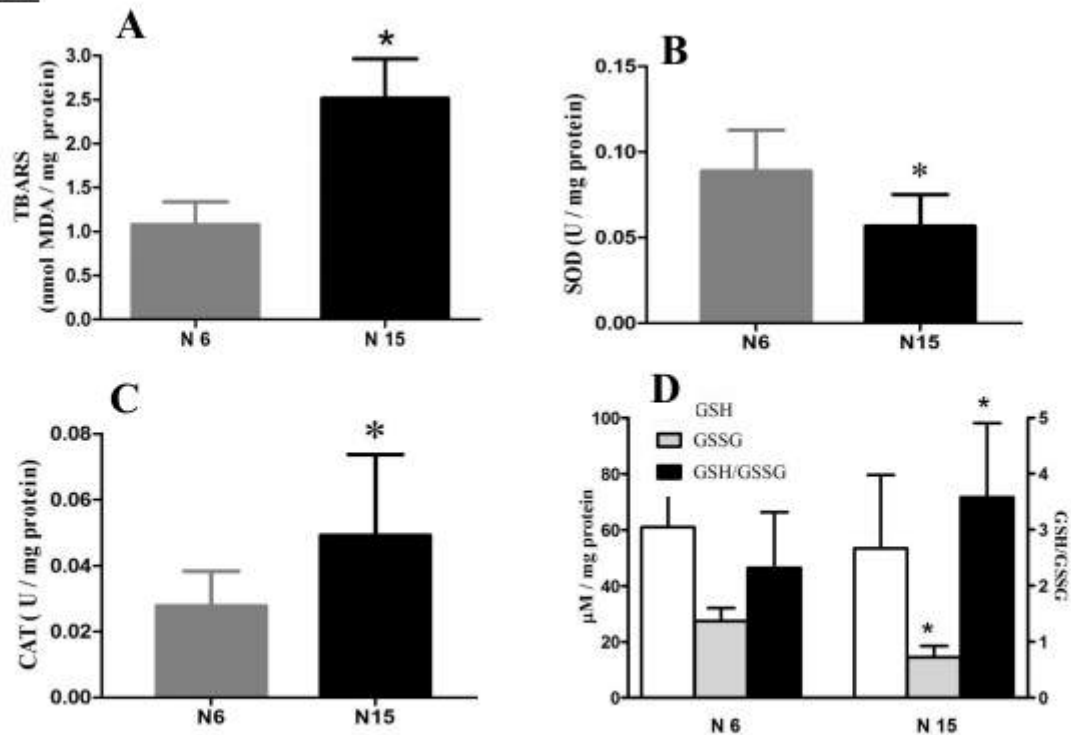 A
*
3.0
2.5
2.0
1.5
1.0
0.5
0.0
TBARS
(nmol MDA / mg protein)
N 6
N 15
B
*
0.15
0.10
0.05
0.00
SOD (U / mg protein)
N6
N15
C
*
0.08
0.06
0.04
0.02
0.00
CAT ( U / mg protein)
N6
N15
D
GSH
GSSG
GSH/GSSG
*
*
100
80
60
40
20
0
µM / mg protein
5
4
3
2
1
0
GSH/GSSG
N 6
N 15